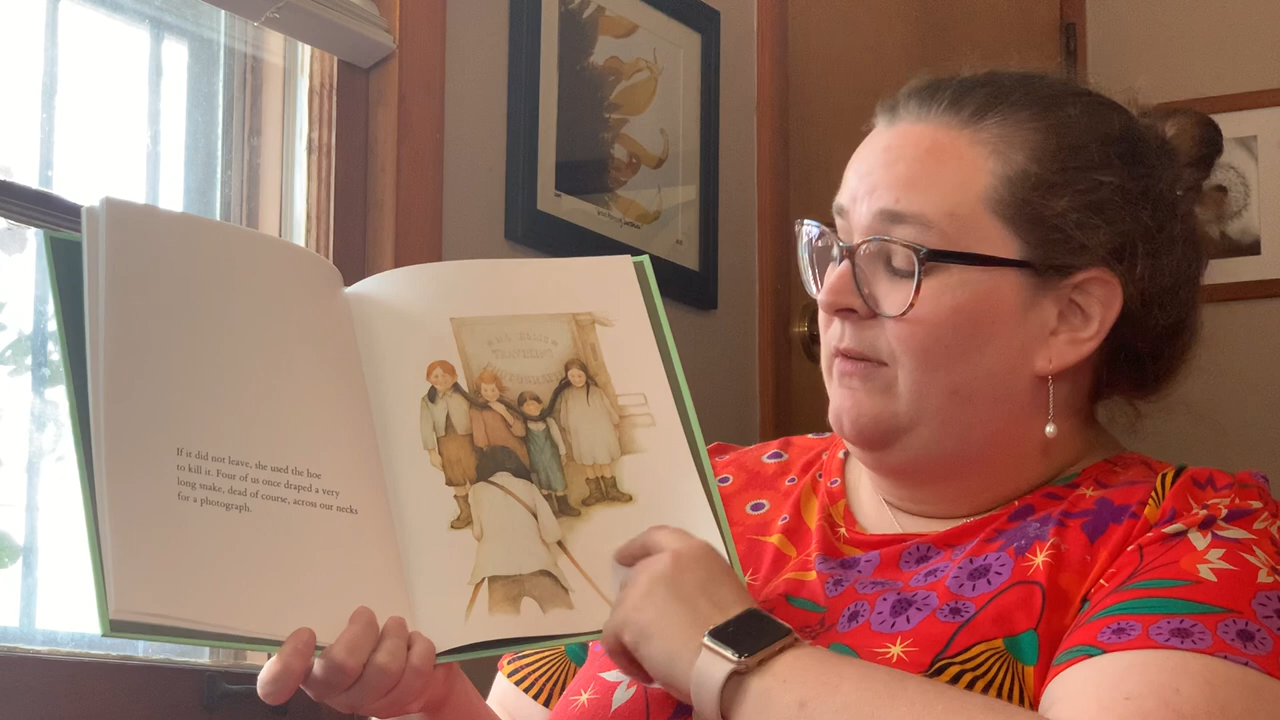 If it did not leave, she used the hoe
to kill it. Four of us once draped a very
long snake, dead of course, across our necks
for a photograph.
TRAVELING